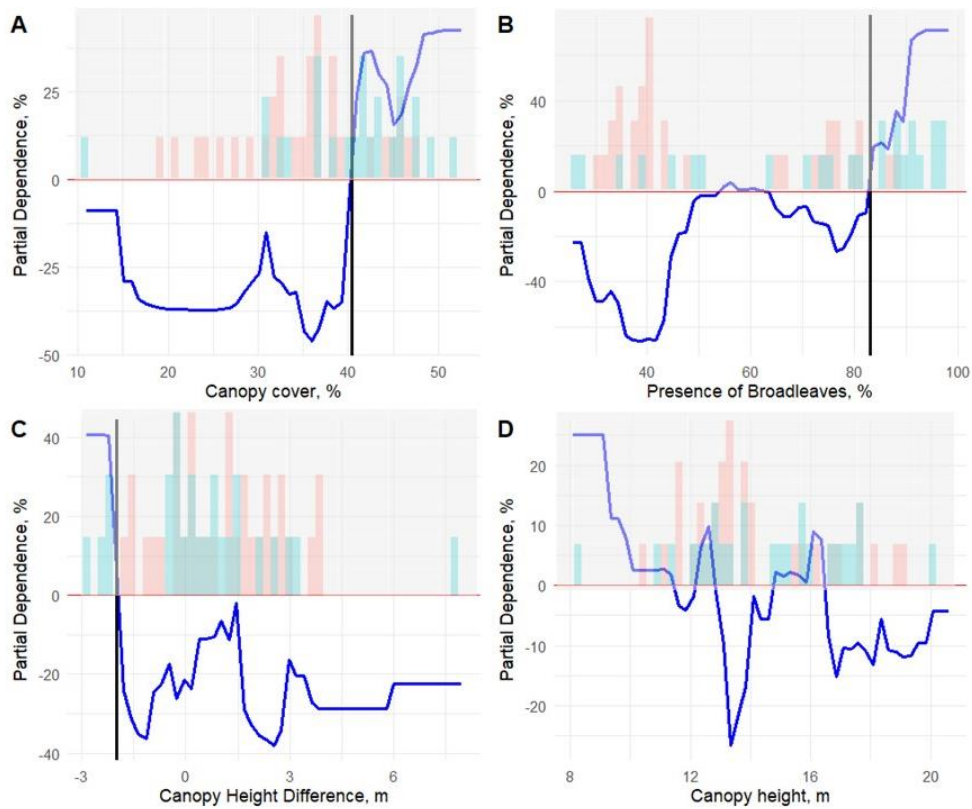 A
Partial Dependence, %
25
0
-25
-50
10
20
30
40
50
Canopy cover, %
B
Partial Dependence, %
40
0
-40
40
60
80
100
Presence of Broadleaves, %
C
Partial Dependence, %
40
20
0
-20
-40
-3
0
3
6
Canopy Height Difference, m
D
Partial Dependence, %
20
10
0
-10
-20
8
12
16
20
Canopy height, m